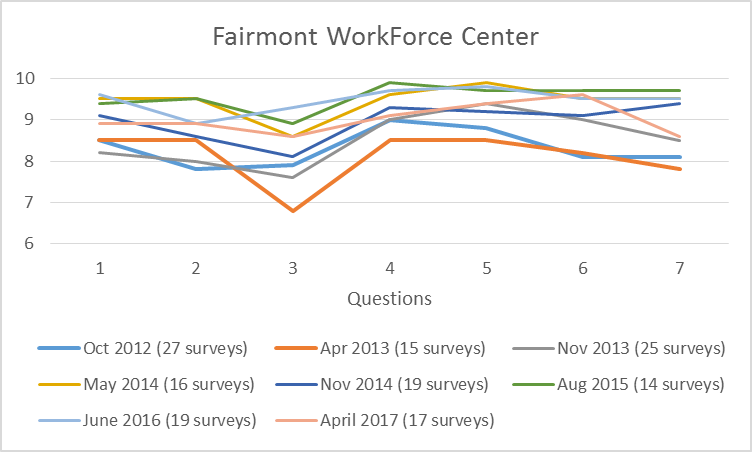 Fairmont WorkForce Center
10
9
8
7
6
1 2 3 4 5 6 7
Questions
Oct 2012 (27 surveys) Apr 2013 (15 surveys) Nov 2013 (25 surveys)
May 2014 (16 surveys) Nov 2014 (19 surveys) Aug 2015 (14 surveys)
June 2016 (19 surveys) April 2017 (17 surveys)